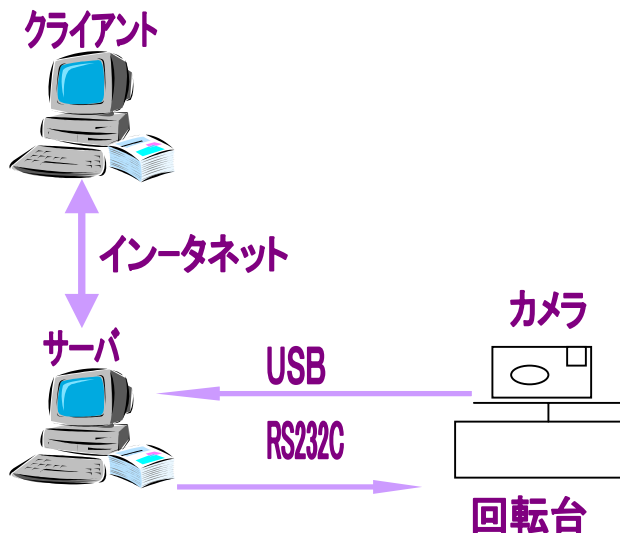 クライアント
インータネット
カメラ
サーバ
USB
RS232C
回転台